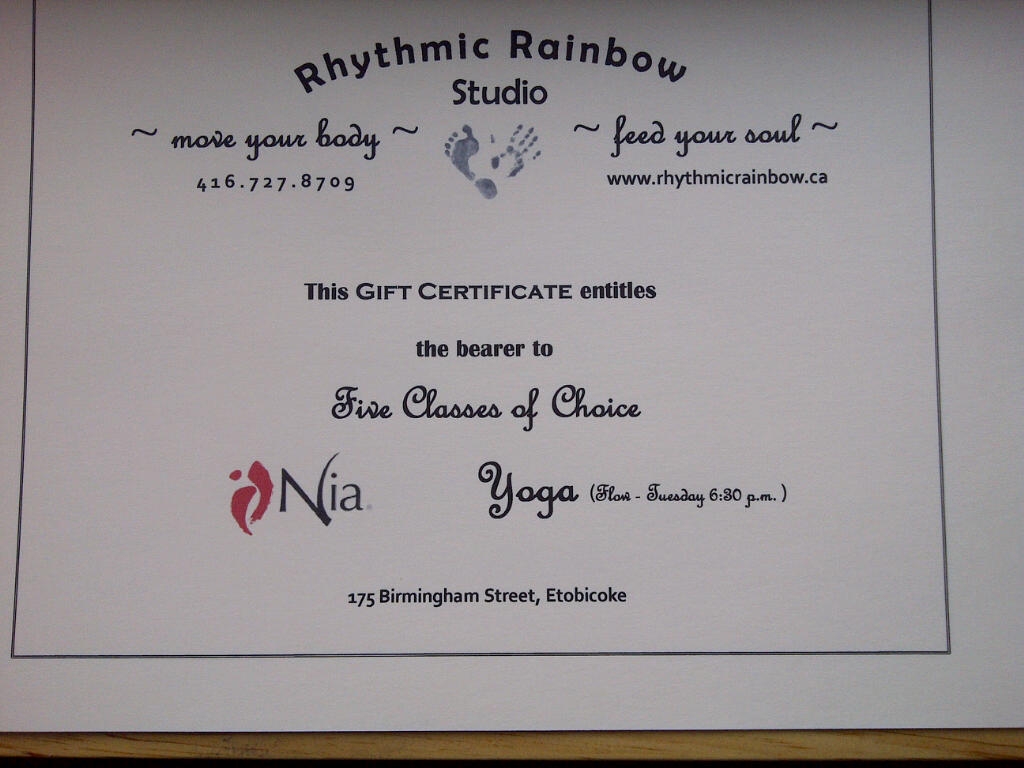 Rhythmic Rainbow
Studio
~ move your body ~ ~ feed your soul ~
416.727.8709 www.rhythmicrainbow.ca
This GIFT CERTIFICATE entitles
the bearer to
Five Classes of Choice
Nia Yoga (Flow - Tuesday 6:30 p.m. )
175 Birmingham Street, Etobicoke